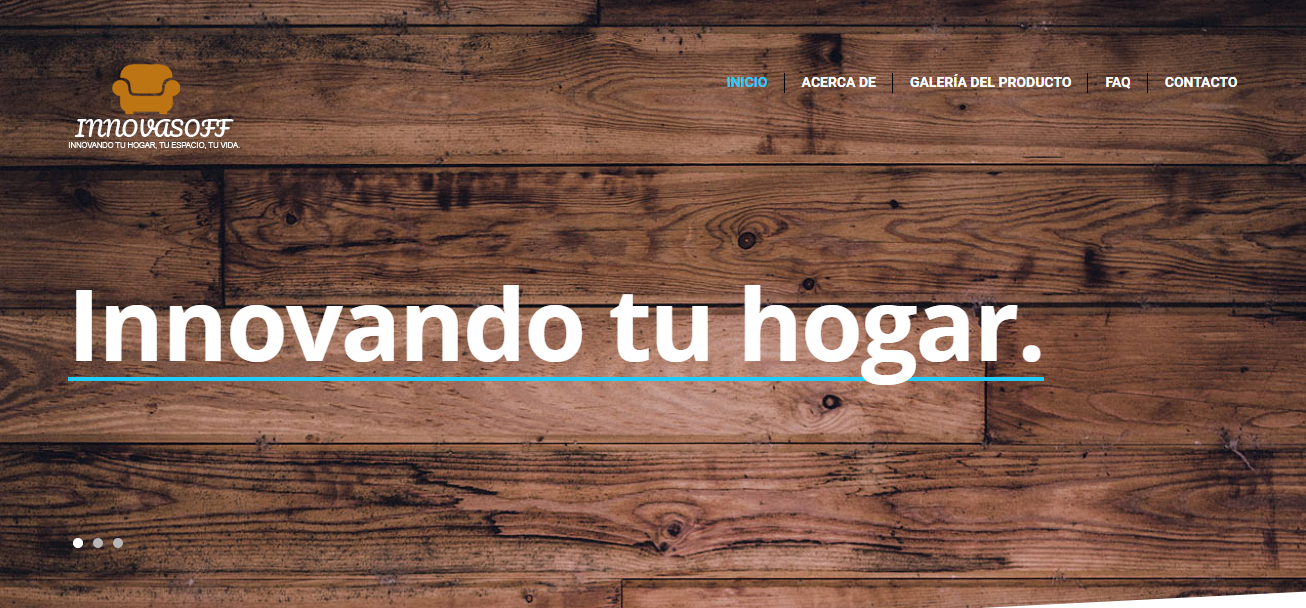 INNOVASOFF
INNOVANDO TU HOGAR, TU ESPACIO, TU VIDA.
INICIO
ACERCA DE
GALERÍA DEL PRODUCTO
FAQ
CONTACTO
Innovando tu hogar.